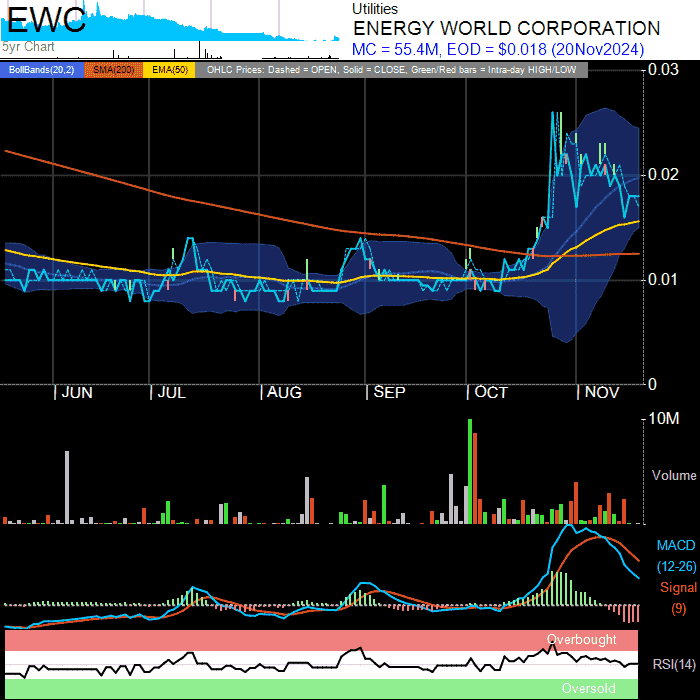 EWC
5yr Chart
Utilities
ENERGY WORLD CORPORATION
MC = 55.4M, EOD = $0.018 (20Nov2024)
BollBands(20,2) SMA(200) EMA(50) OHLC Prices: Dashed = OPEN, Solid = CLOSE, Green/Red bars = Intra-day HIGH/LOW
0.03
0.02
0.01
0
JUN JUL AUG SEP OCT NOV
10M
Volume
MACD
(12-26)
Signal
(9)
Overbought
RSI(14)
Oversold